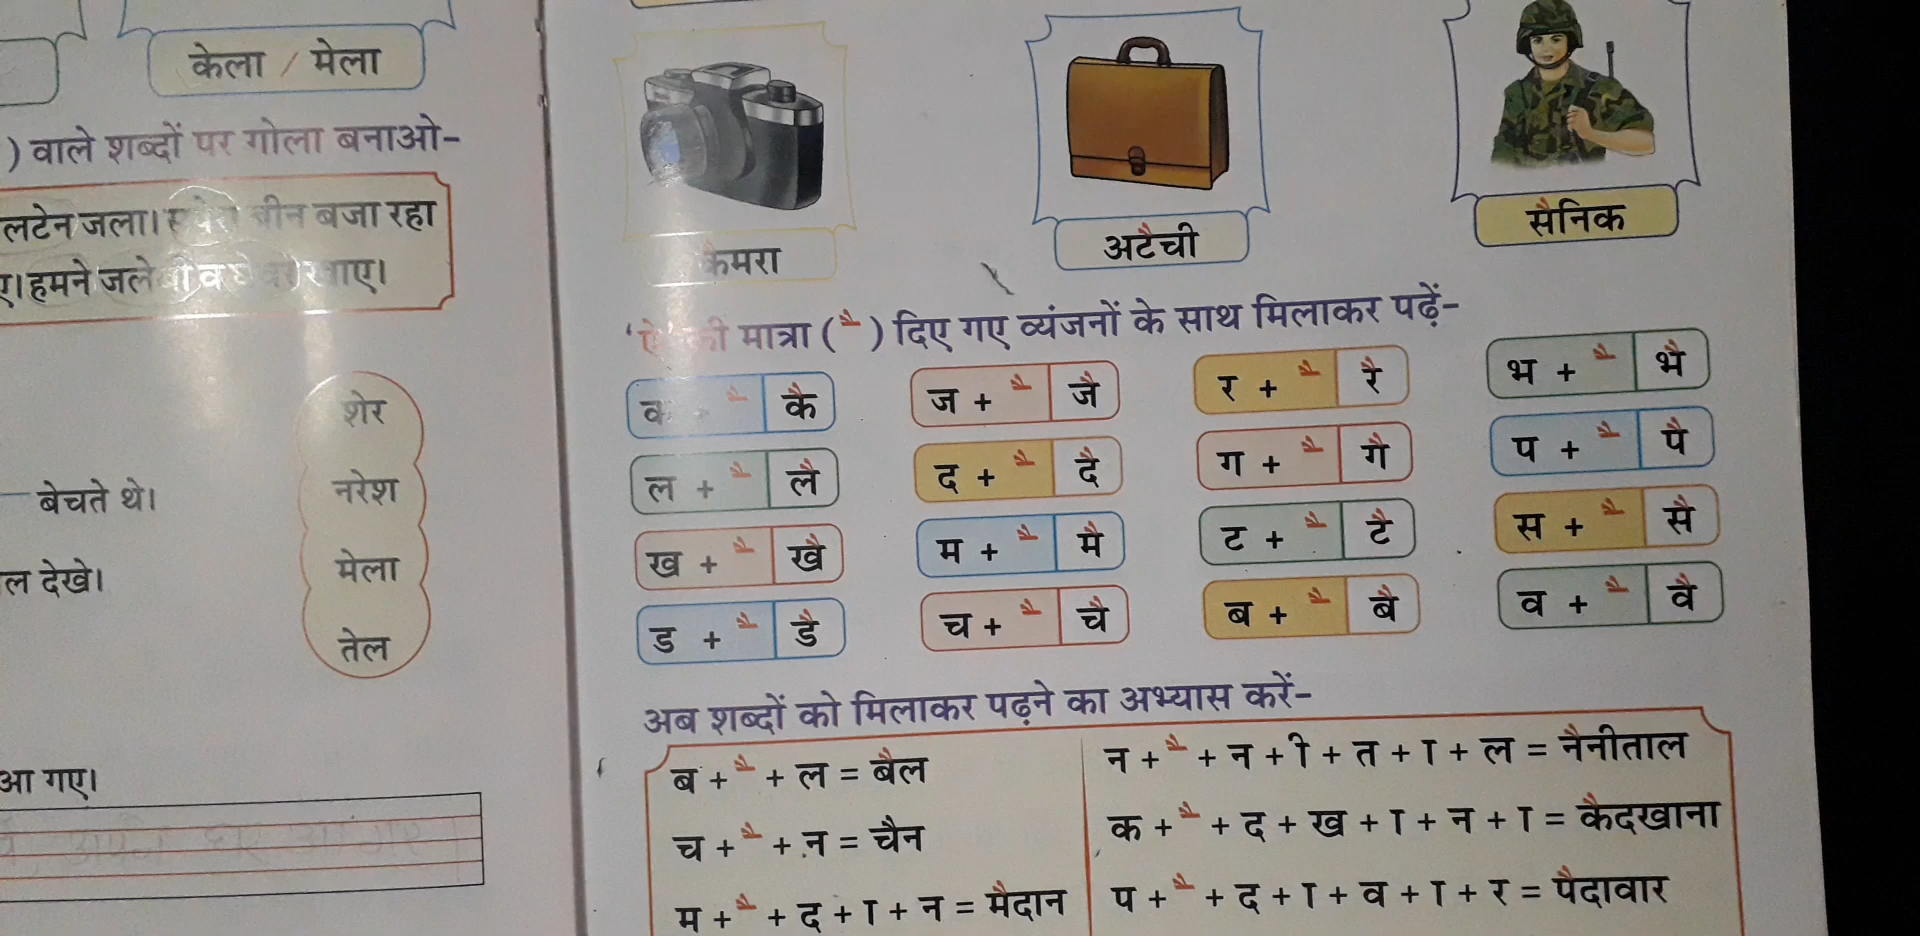 केला / मेला
) वाले शब्दों पर गोला बनाओ-
लटेन जला। बीन बजा रहा
ए। हमने जले
शेर
नरेश
बेचते थे।
मेला
ल देखे।
तेल
आ गए।
कैमरा
अटैची
सैनिक
'ऐ' की मात्रा ( ै ) दिए गए व्यंजनों के साथ मिलाकर पढ़ें-
क + ै कै ज + ै जै र + ै रै भ + ै भै
ल + ै लै द + ै दै ग + ै गै प + ै पै
ख + ै खै म + ै मै ट + ै टै स + ै सै
ड + ै डै च + ै चै ब + ै बै व + ै वै
अब शब्दों को मिलाकर पढ़ने का अभ्यास करें-
ब + ै + ल = बैल
च + ै + न = चैन
म + ै + द + ा + न = मैदान
न + ै + न + ी + त + ा + ल = नैनीताल
क + ै + द + ख + ा + न + ा = कैदखाना
प + ै + द + ा + व + ा + र = पैदावार